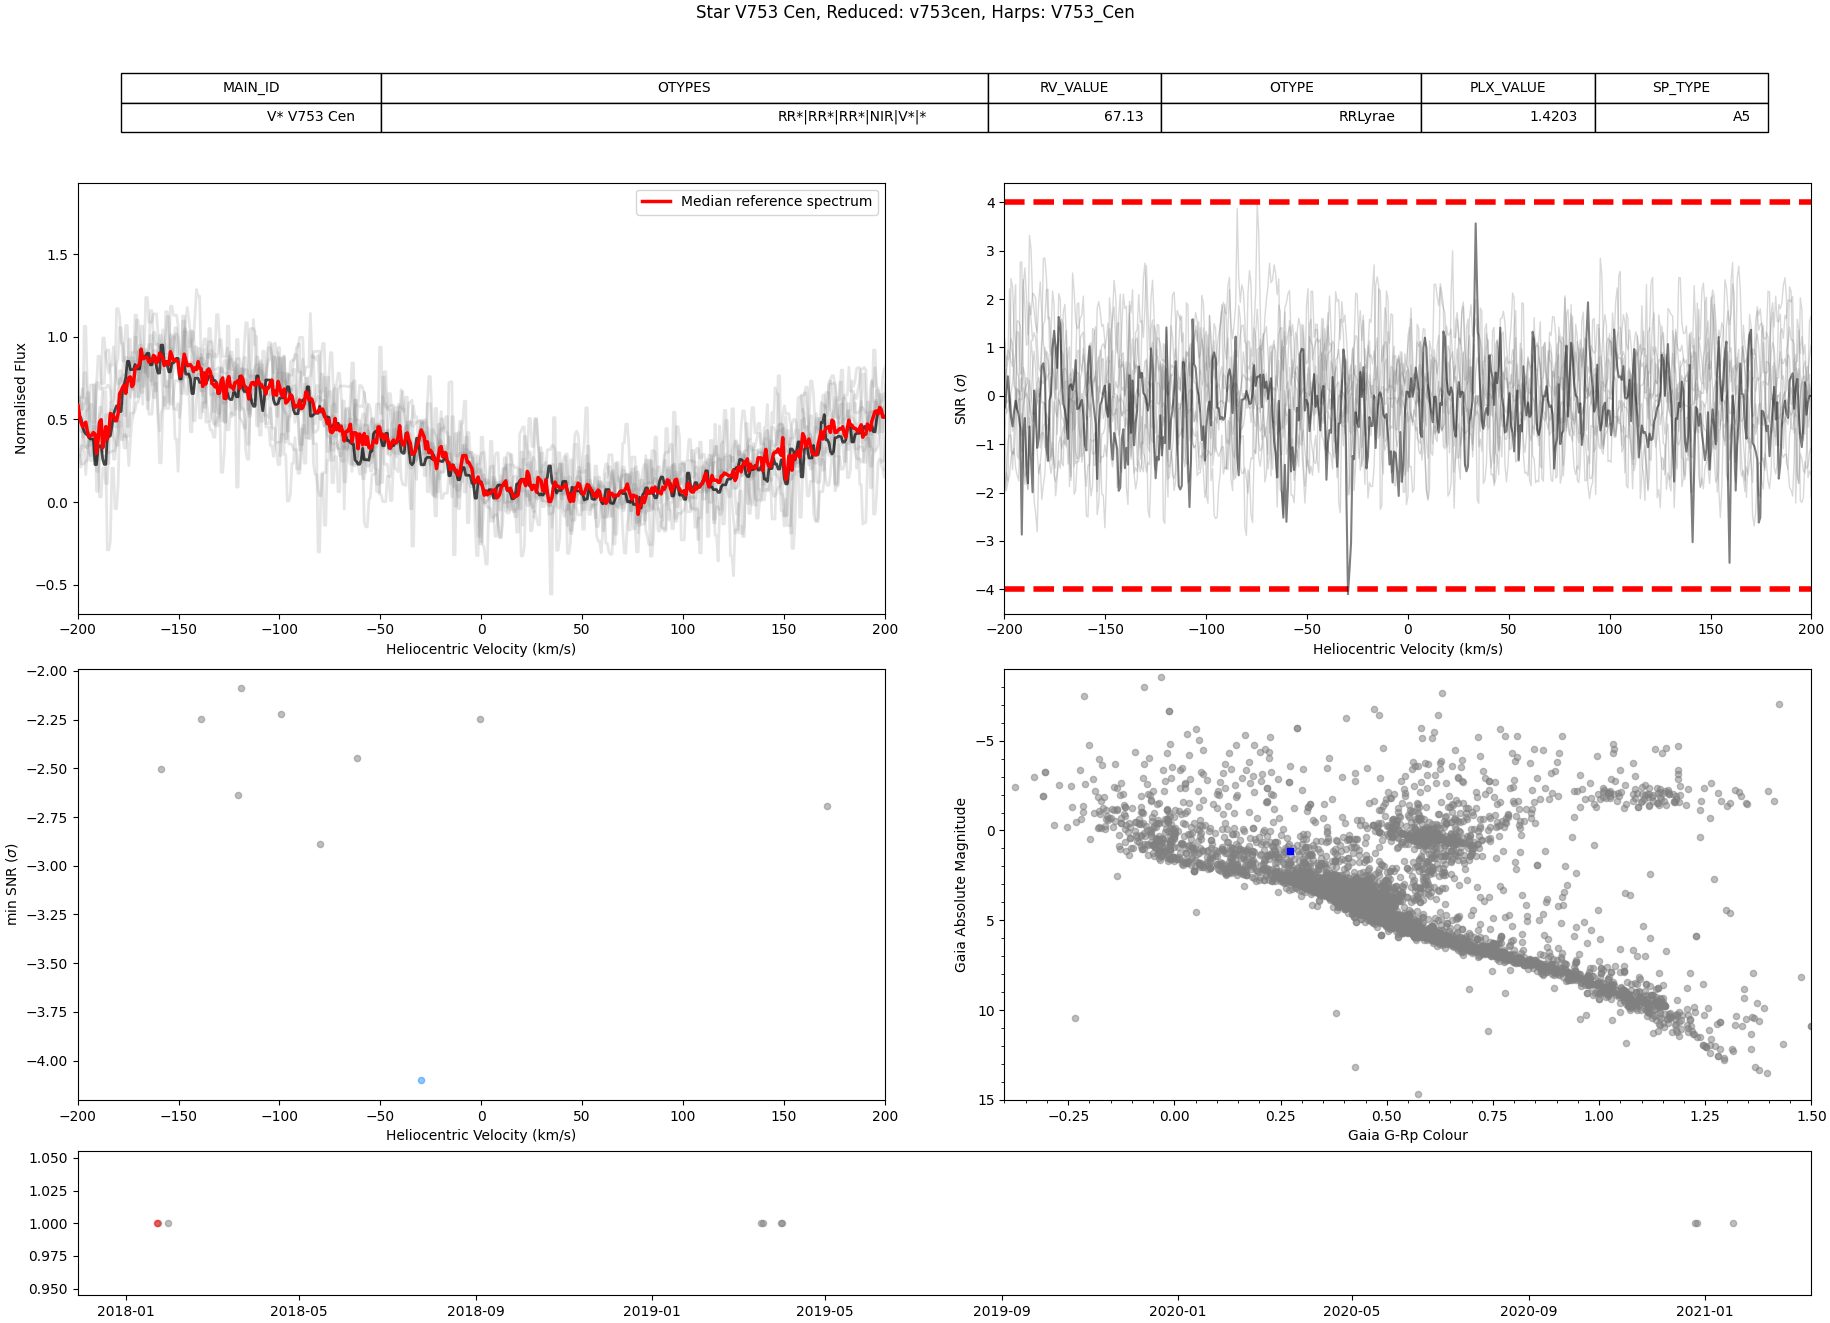 Star V753 Cen, Reduced: v753cen, Harps: V753_Cen
MAIN_ID OTYPES RV_VALUE OTYPE PLX_VALUE SP_TYPE
V* V753 Cen RR*|RR*|RR*|NIR|V*|* 67.13 RRLyrae 1.4203 A5
Median reference spectrum
Normalised Flux
1.5
1.0
0.5
0.0
−0.5
−200 −150 −100 −50 0 50 100 150 200
Heliocentric Velocity (km/s)
SNR (σ)
4
3
2
1
0
−1
−2
−3
−4
−200 −150 −100 −50 0 50 100 150 200
Heliocentric Velocity (km/s)
min SNR (σ)
−2.00
−2.25
−2.50
−2.75
−3.00
−3.25
−3.50
−3.75
−4.00
−200 −150 −100 −50 0 50 100 150 200
Heliocentric Velocity (km/s)
Gaia Absolute Magnitude
−5
0
5
10
15
−0.25 0.00 0.25 0.50 0.75 1.00 1.25 1.50
Gaia G-Rp Colour
1.050
1.025
1.000
0.975
0.950
2018-01 2018-05 2018-09 2019-01 2019-05 2019-09 2020-01 2020-05 2020-09 2021-01